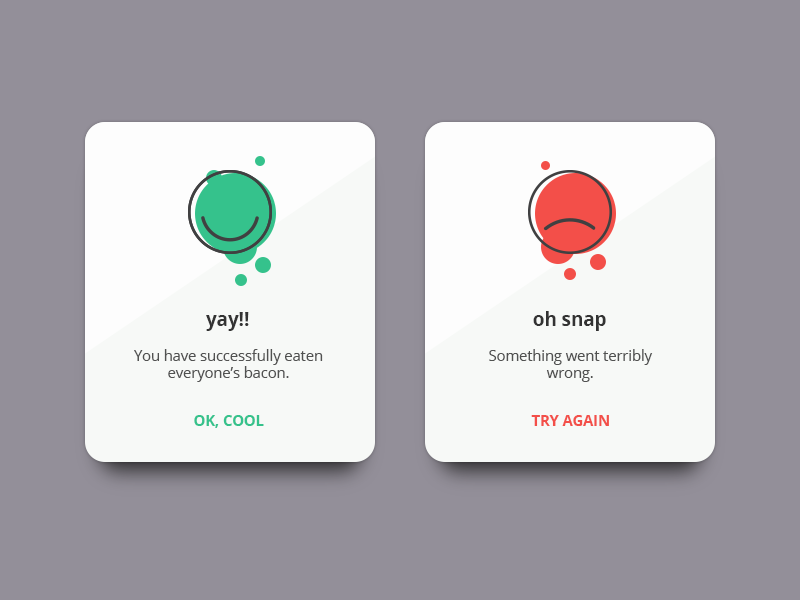 yay!!
You have successfully eaten
everyone’s bacon.
OK, COOL
oh snap
Something went terribly
wrong.
TRY AGAIN